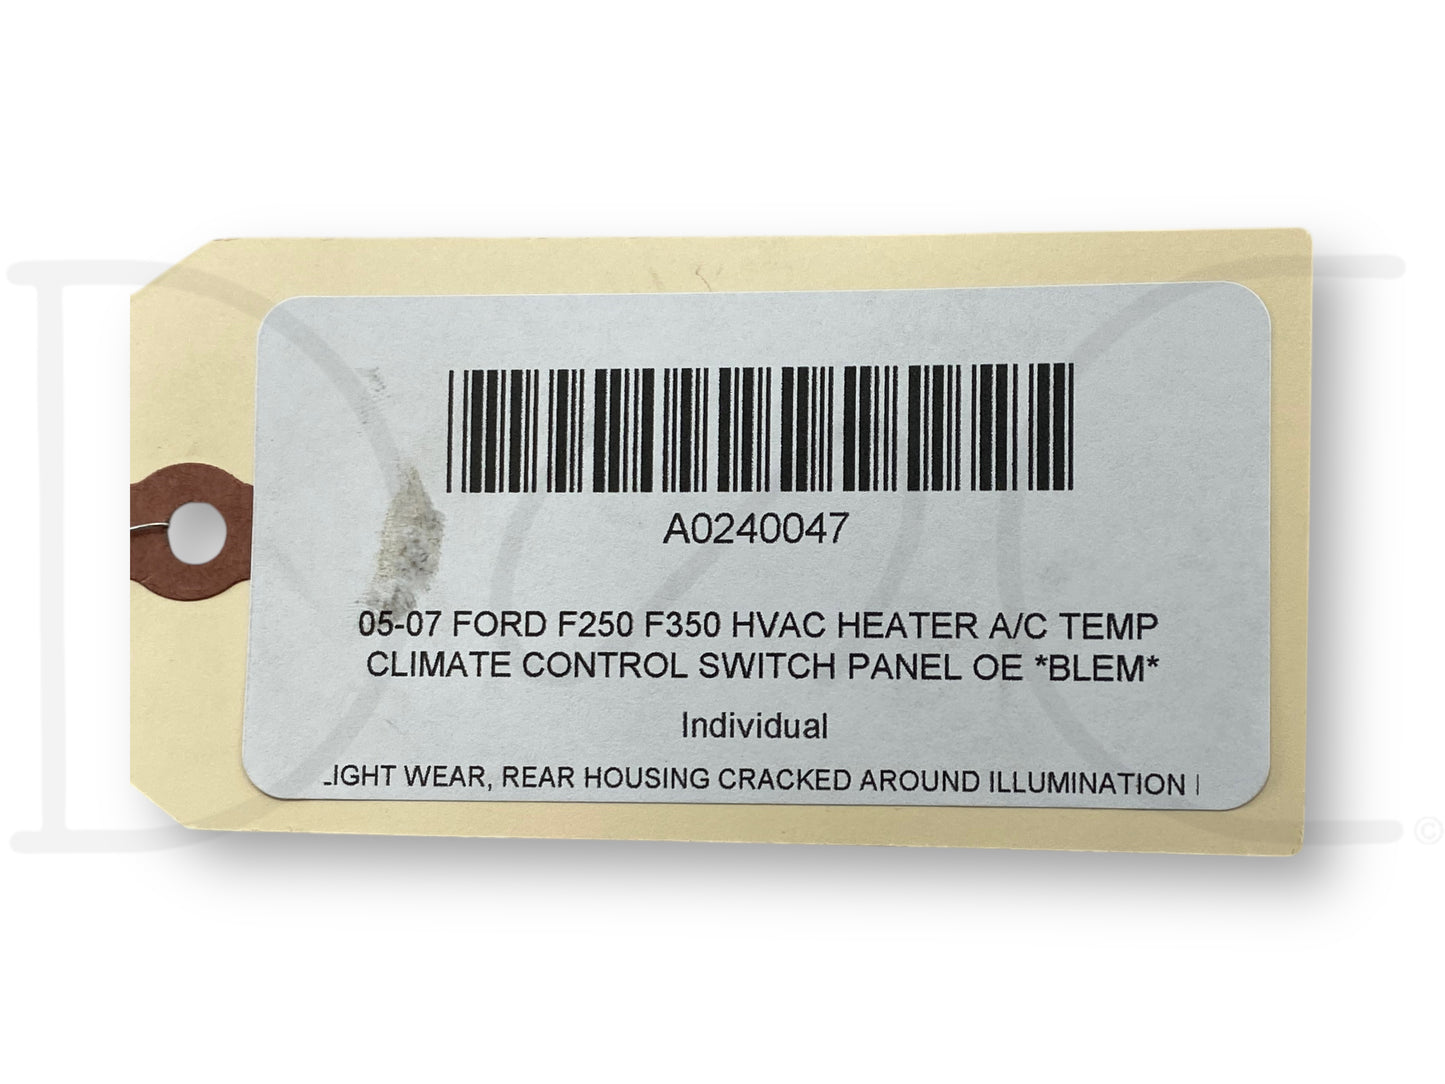 A0240047
05-07 FORD F250 F350 HVAC HEATER A/C TEMP
CLIMATE CONTROL SWITCH PANEL OE *BLEM*
Individual
IGHT WEAR, REAR HOUSING CRACKED AROUND ILLUMINATION
©